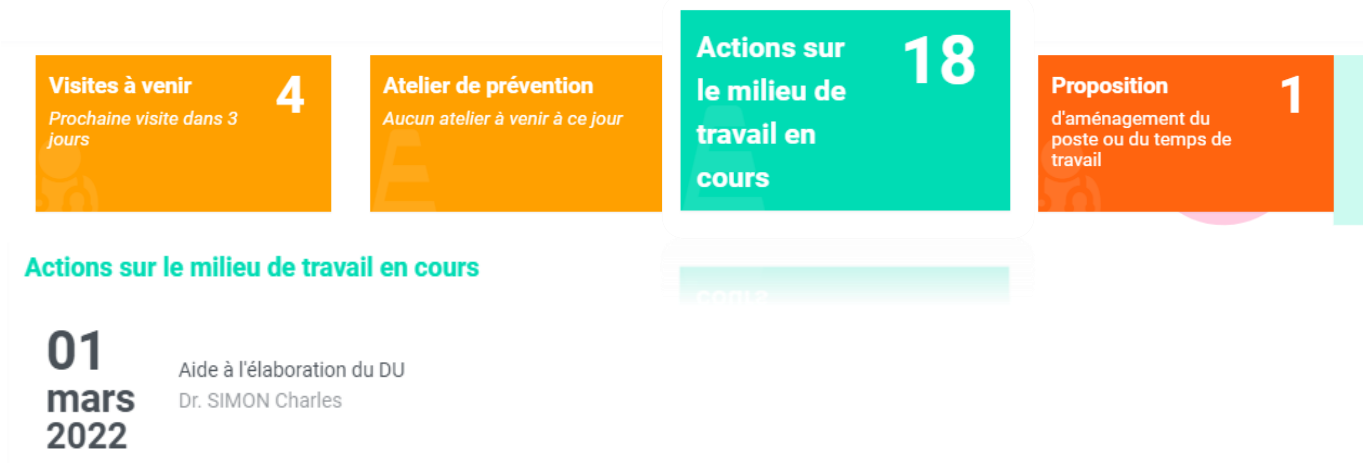 Visites à venir
4
Prochaine visite dans 3
jours
Atelier de prévention
Aucun atelier à venir à ce jour
Actions sur
le milieu de
travail en
cours
18
Proposition
1
d'aménagement du
poste ou du temps de
travail
Actions sur le milieu de travail en cours
01
mars
2022
Aide à l'élaboration du DU
Dr. SIMON Charles